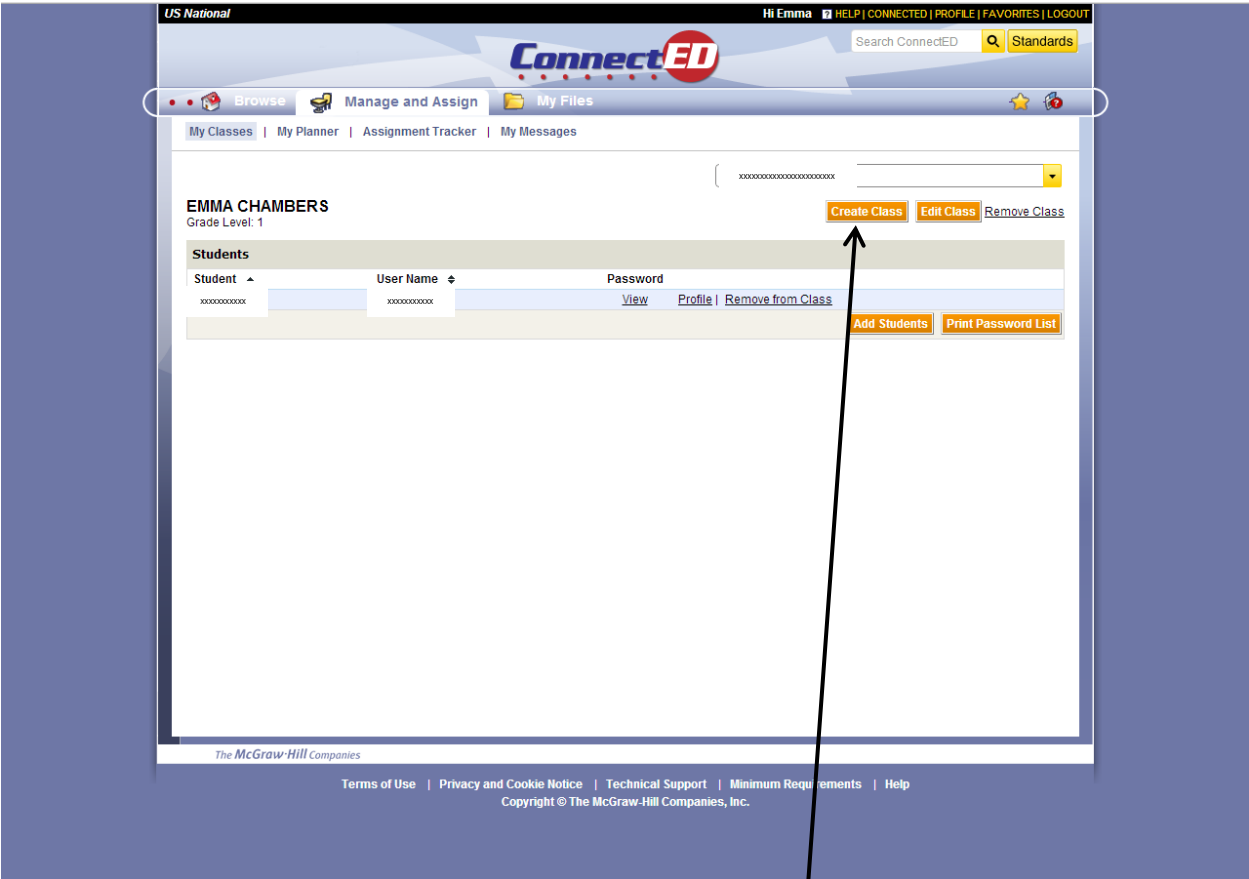 US National
Hi Emma ? HELP | CONNECTED | PROFILE | FAVORITES | LOGOUT
ConnectED
Search ConnectED
Standards
Browse
Manage and Assign
My Files
My Classes | My Planner | Assignment Tracker | My Messages
xxxxxxxxxxxxxxxxxxxxxx
EMMA CHAMBERS
Grade Level: 1
Create Class
Edit Class
Remove Class
Students
Student User Name Password
xxxxxxxxxx xxxxxxxxxx View Profile | Remove from Class
Add Students
Print Password List
The McGraw-Hill Companies
Terms of Use | Privacy and Cookie Notice | Technical Support | Minimum Requirements | Help
Copyright © The McGraw-Hill Companies, Inc.